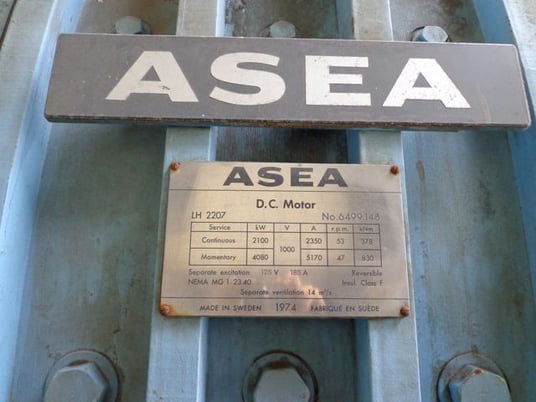 ASEA
ASEA
D.C. Motor
LH 2207 No. 6499148
Service kW V A r.p.m. kNm
Continuous 2100 1000 2350 53 378
Momentary 4080 5170 47 830
Separate excitation 125 V 185 A Reversible
NEMA MG 1-23.40 Insul. Class F
Separate ventilation 14 m³/s
MADE IN SWEDEN 1974 FABRIQUÉ EN SUÈDE